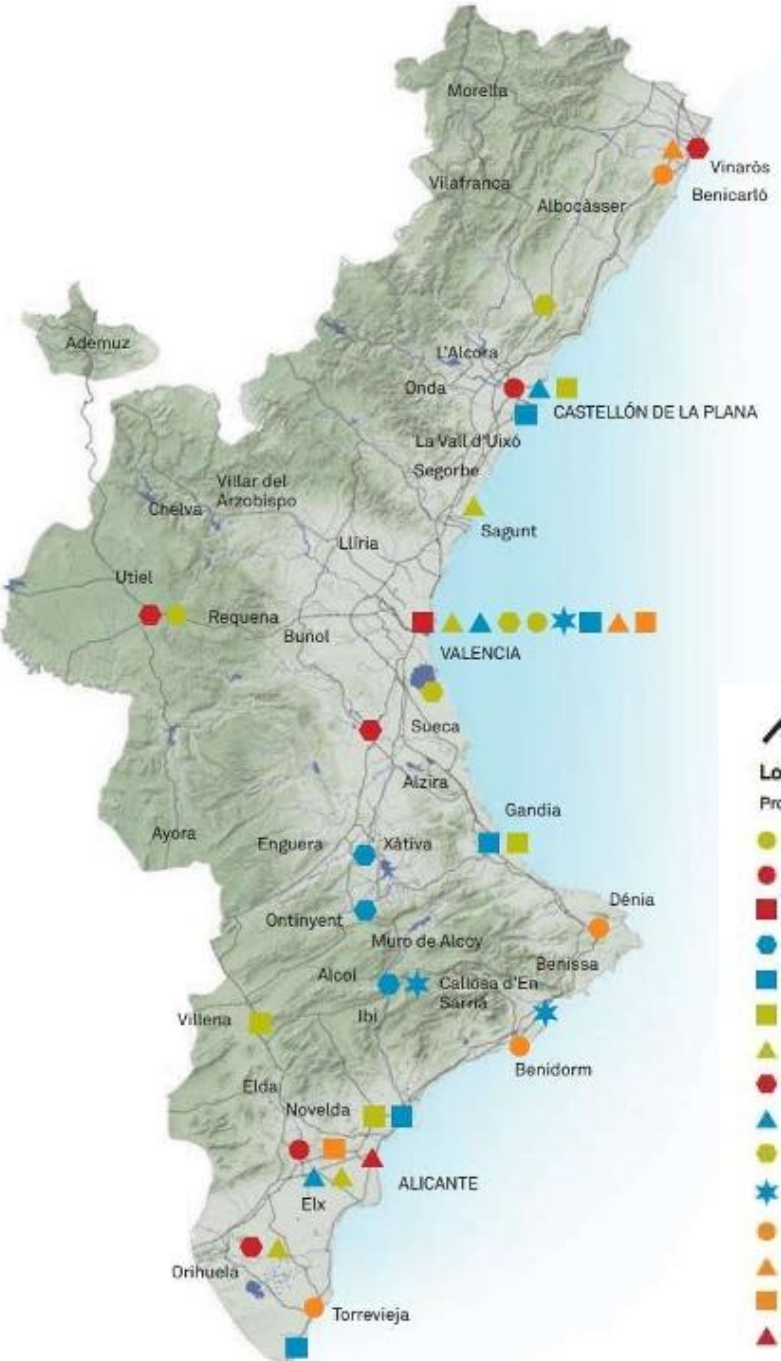 Morella
Vinaròs
Vilafranca
Albocàsser
Benicarló
Ademuz
L'Alcora
Onda
CASTELLÓN DE LA PLANA
La Vall d'Uixó
Segorbe
Villar del
Arzobispo
Chelva
Sagunt
Llíria
Utiel
Requena
Buñol
VALENCIA
Sueca
Alzira
Gandia
Ayora
Enguera
Xàtiva
Dénia
Ontinyent
Muro de Alcoy
Benissa
Alcoi
Callosa d'En
Sarrià
Villena
Ibi
Benidorm
Elda
Novelda
ALICANTE
Elx
Orihuela
Torrevieja
Lo
Pro